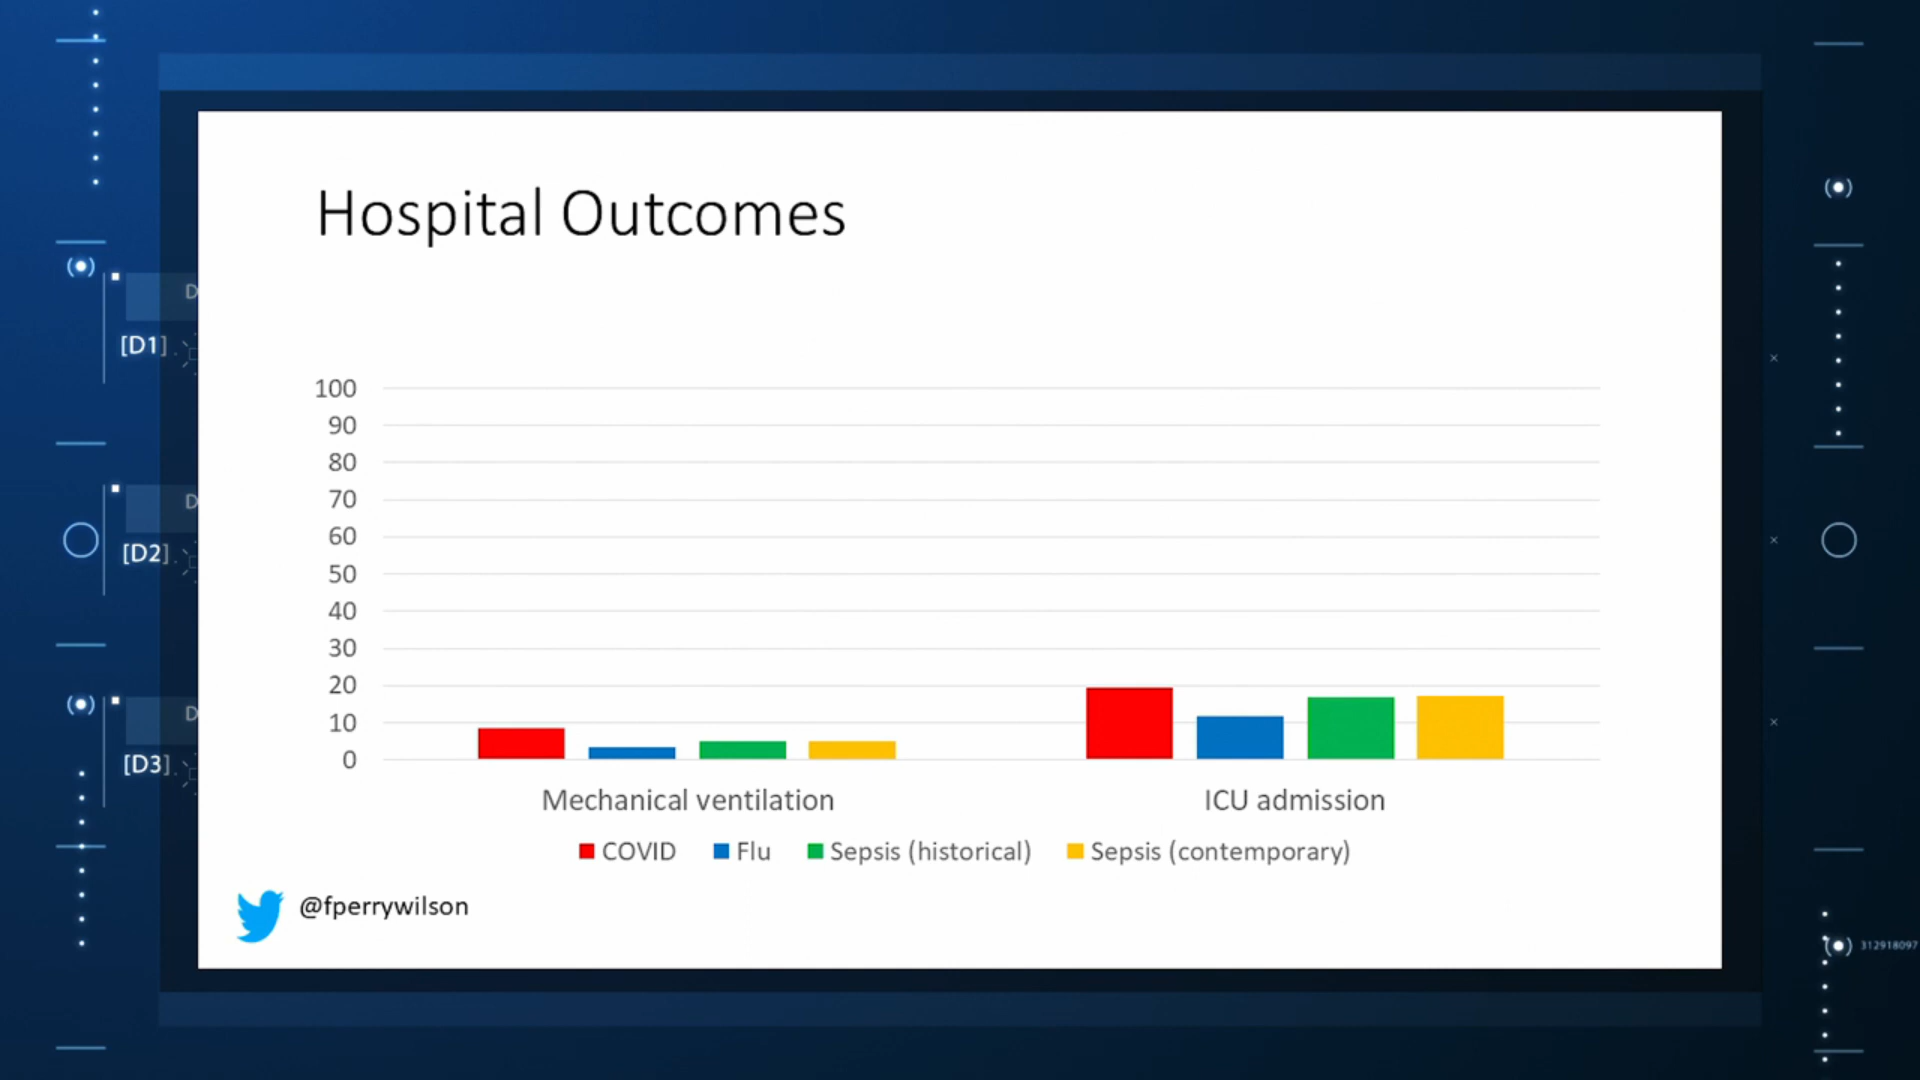 Hospital Outcomes
100
90
80
70
60
50
40
30
20
10
0
Mechanical ventilation
ICU admission
COVID Flu Sepsis (historical) Sepsis (contemporary)
@fperrywilson
D
[D1]
D
[D2]
D
[D3]
312918097